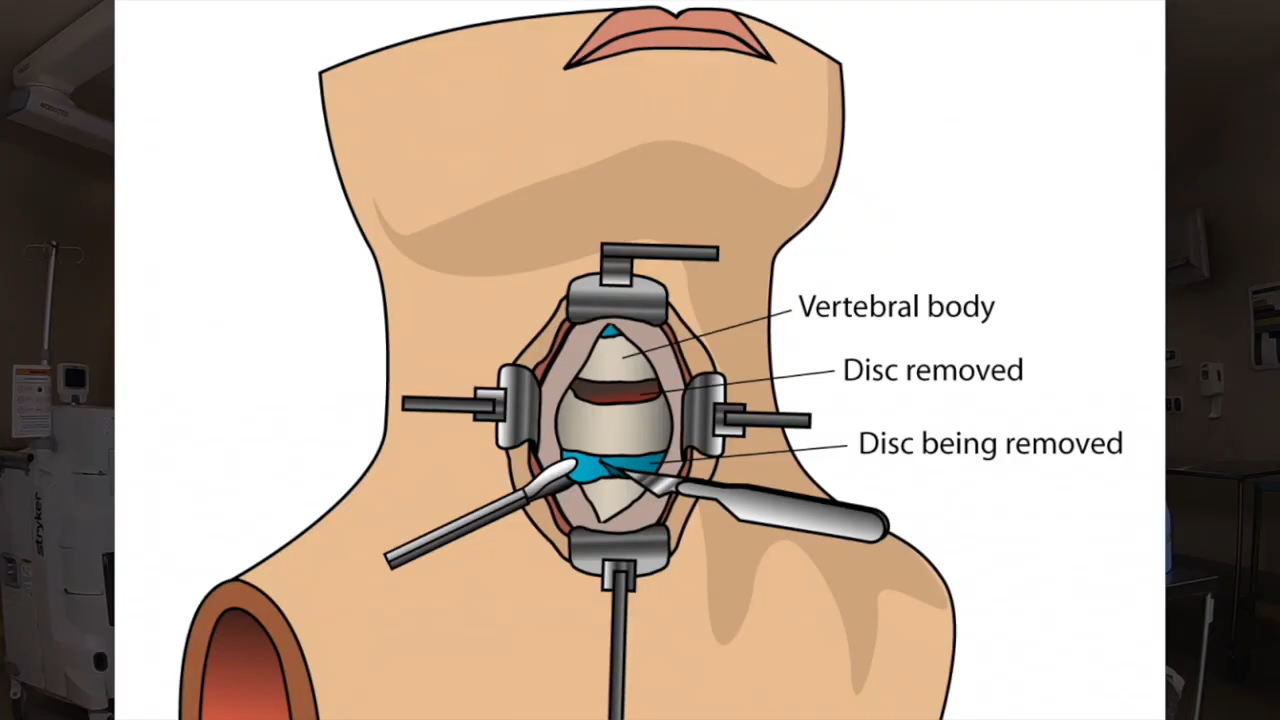 Vertebral body
Disc removed
Disc being removed
stryker